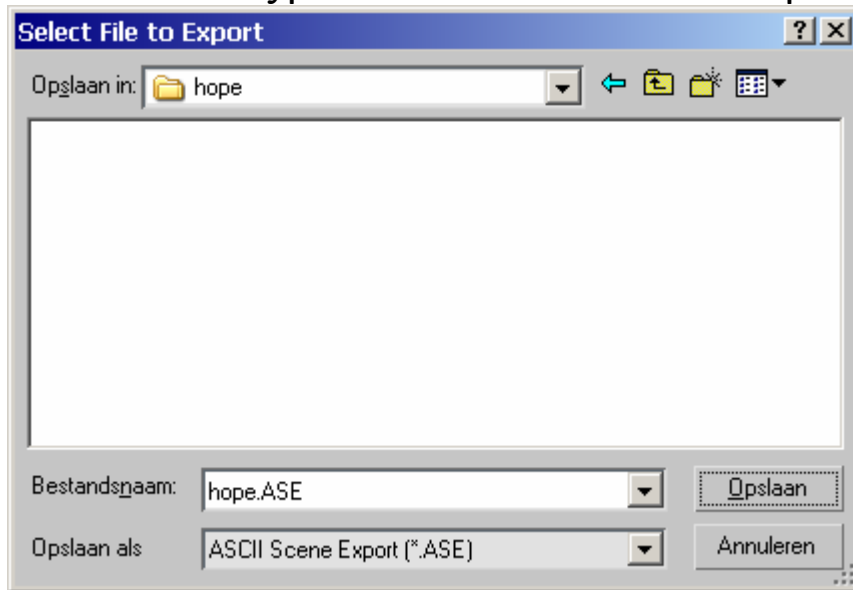 Select File to Export
Opslaan in: hope
Bestandsnaam: hope.ASE Opslaan
Opslaan als ASCII Scene Export (*.ASE) Annuleren